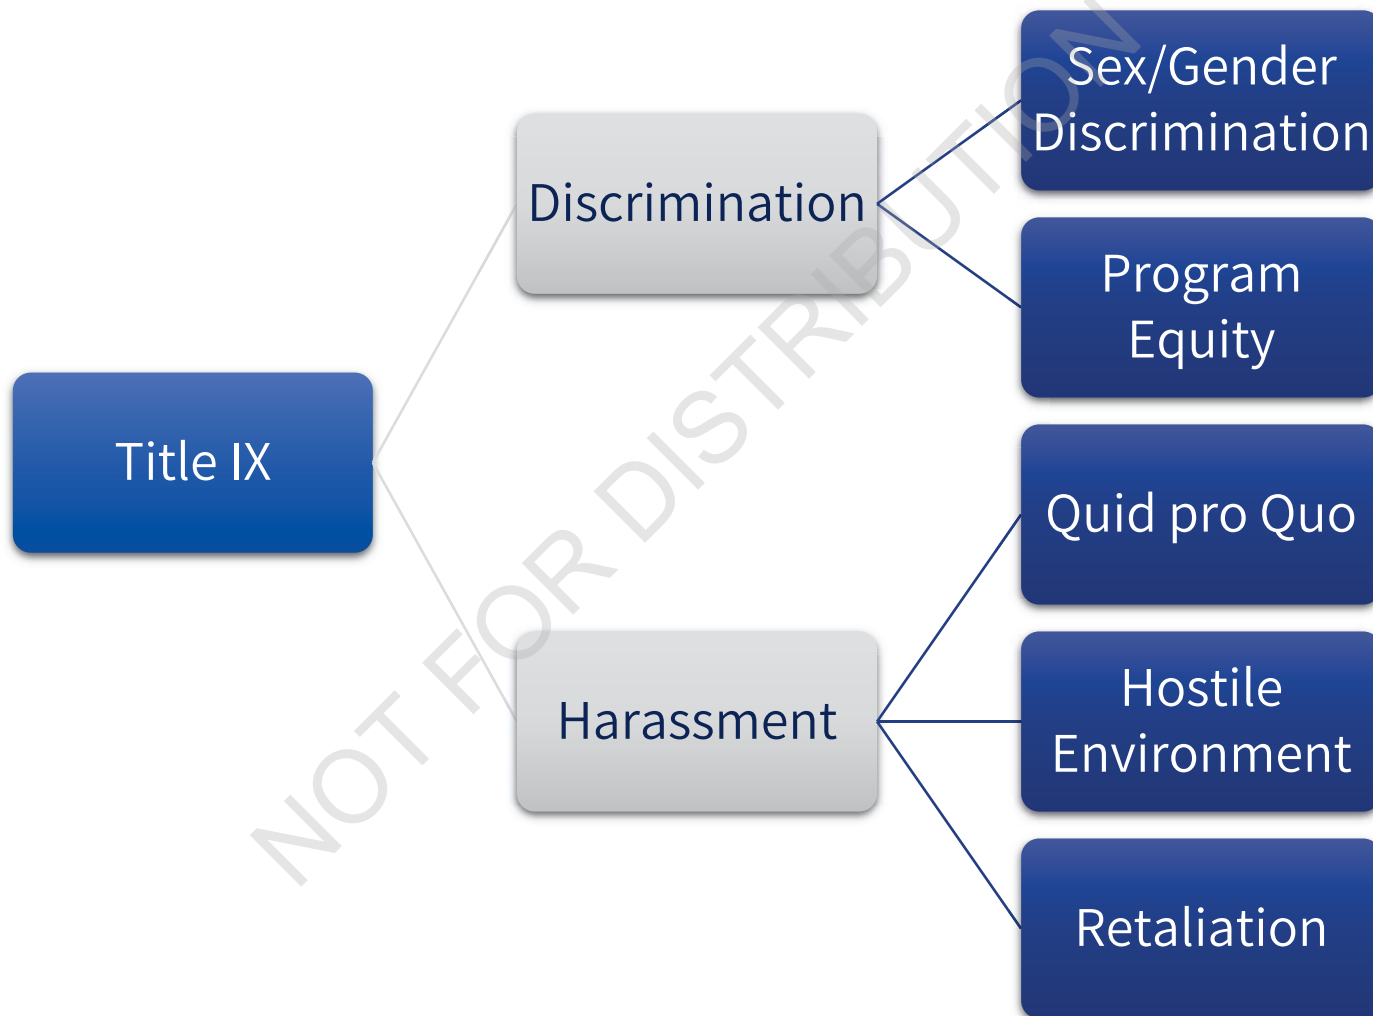 Title IX
Discrimination
Sex/Gender
Discrimination
Program
Equity
Harassment
Quid pro Quo
Hostile
Environment
Retaliation
NOT FOR DISTRIBUTION